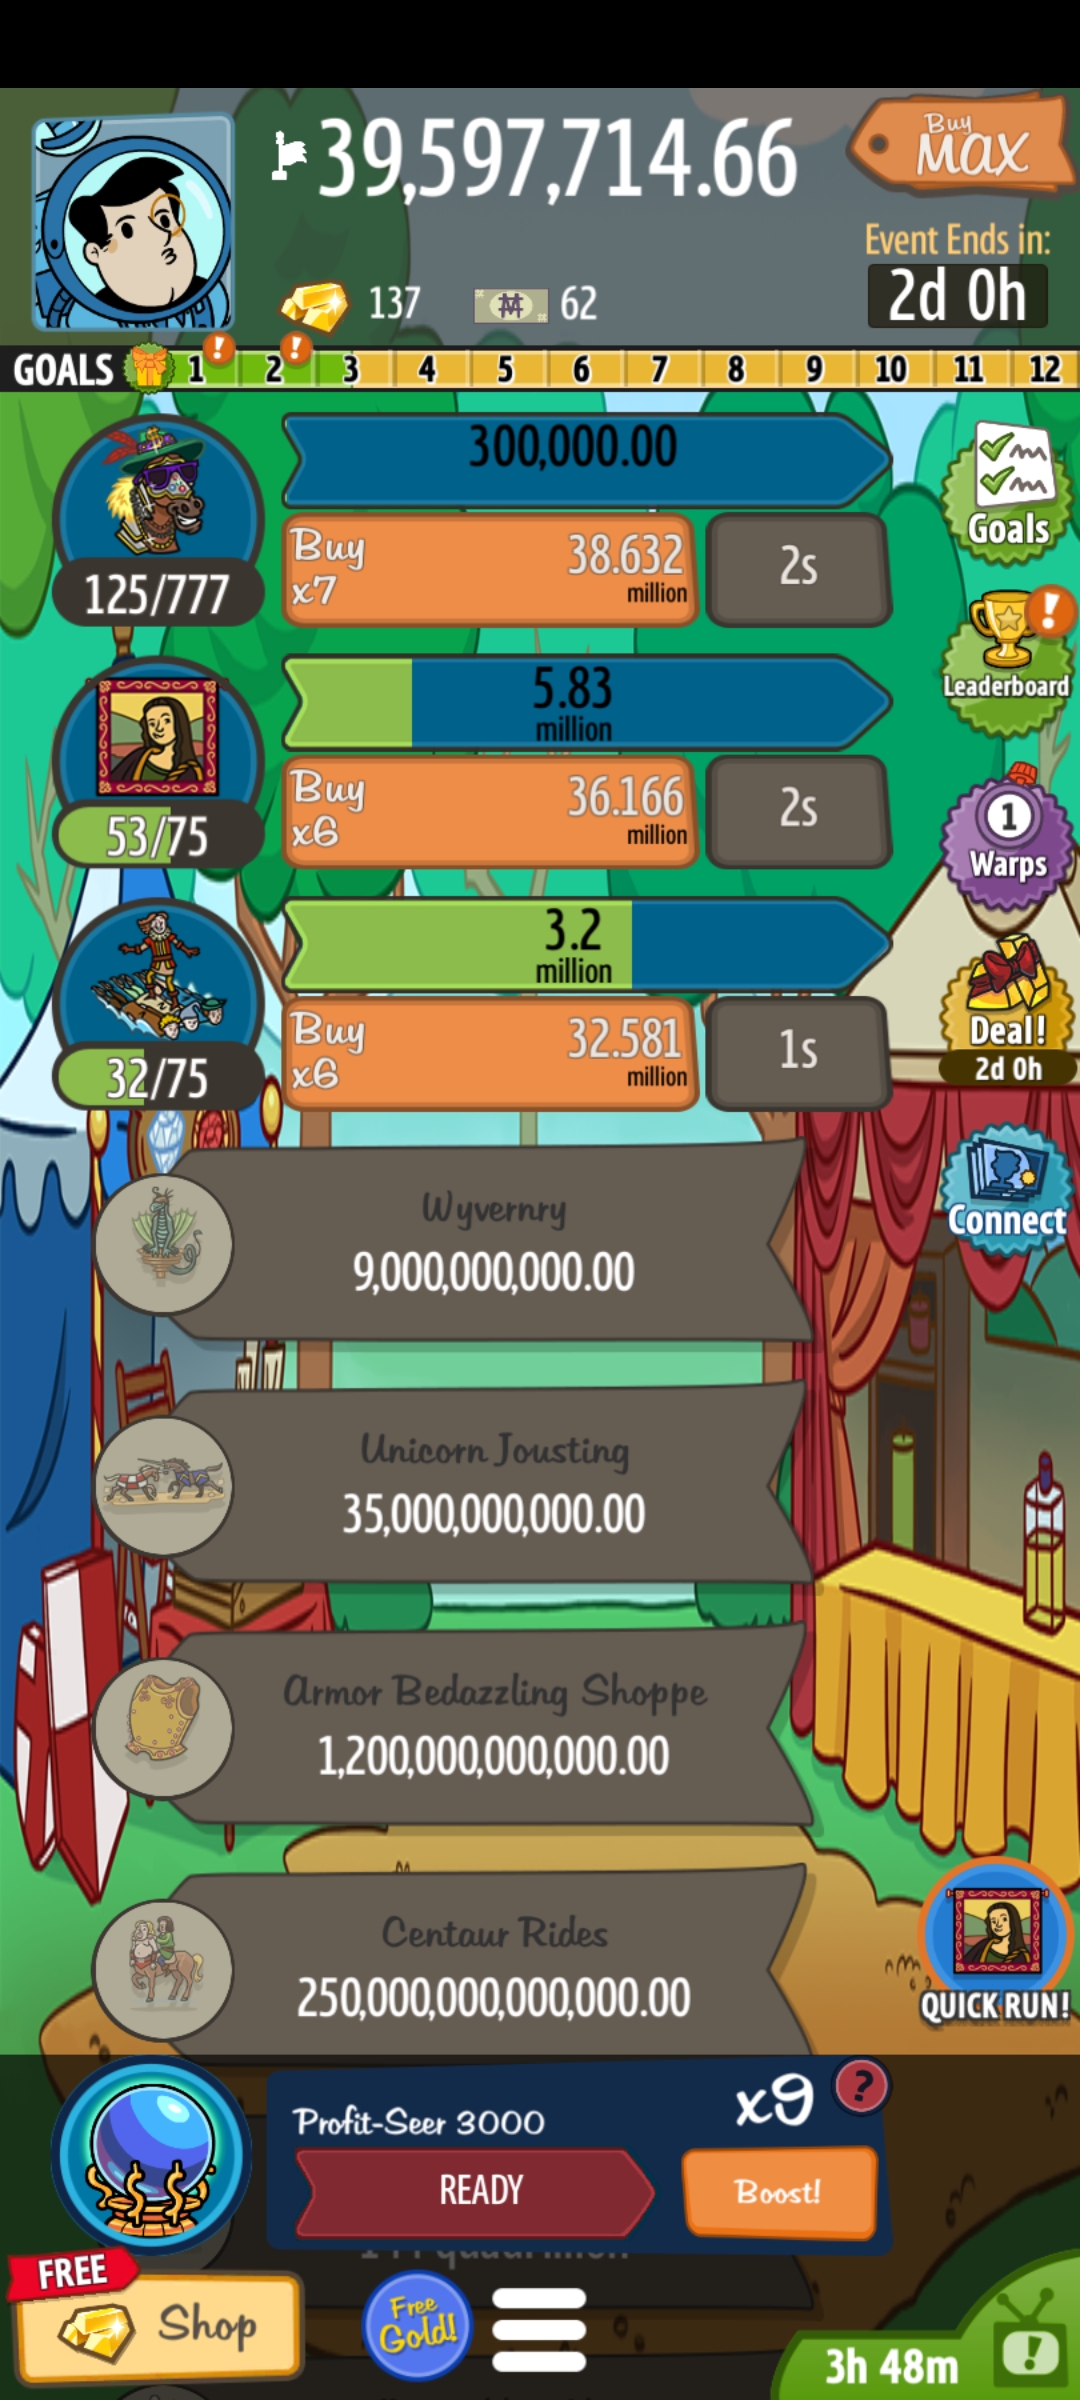 39,597,714.66
Buy
MAX
Event Ends in:
2d 0h
137
62
GOALS 1 ! 2 ! 3 4 5 6 7 8 9 10 11 12
300,000.00
Buy
x7
38.632
million
2s
125/777
Goals
5.83
million
Buy
x6
36.166
million
2s
53/75
!
Leaderboard
1
Warps
3.2
million
Buy
x6
32.581
million
1s
32/75
Deal!
2d 0h
Connect
Wyvernry
9,000,000,000.00
Unicorn Jousting
35,000,000,000.00
Armor Bedazzling Shoppe
1,200,000,000,000.00
Centaur Rides
250,000,000,000,000.00
QUICK RUN!
Profit-Seer 3000
x9
?
READY
Boost!
FREE
Shop
Free
Gold!
3h 48m
!